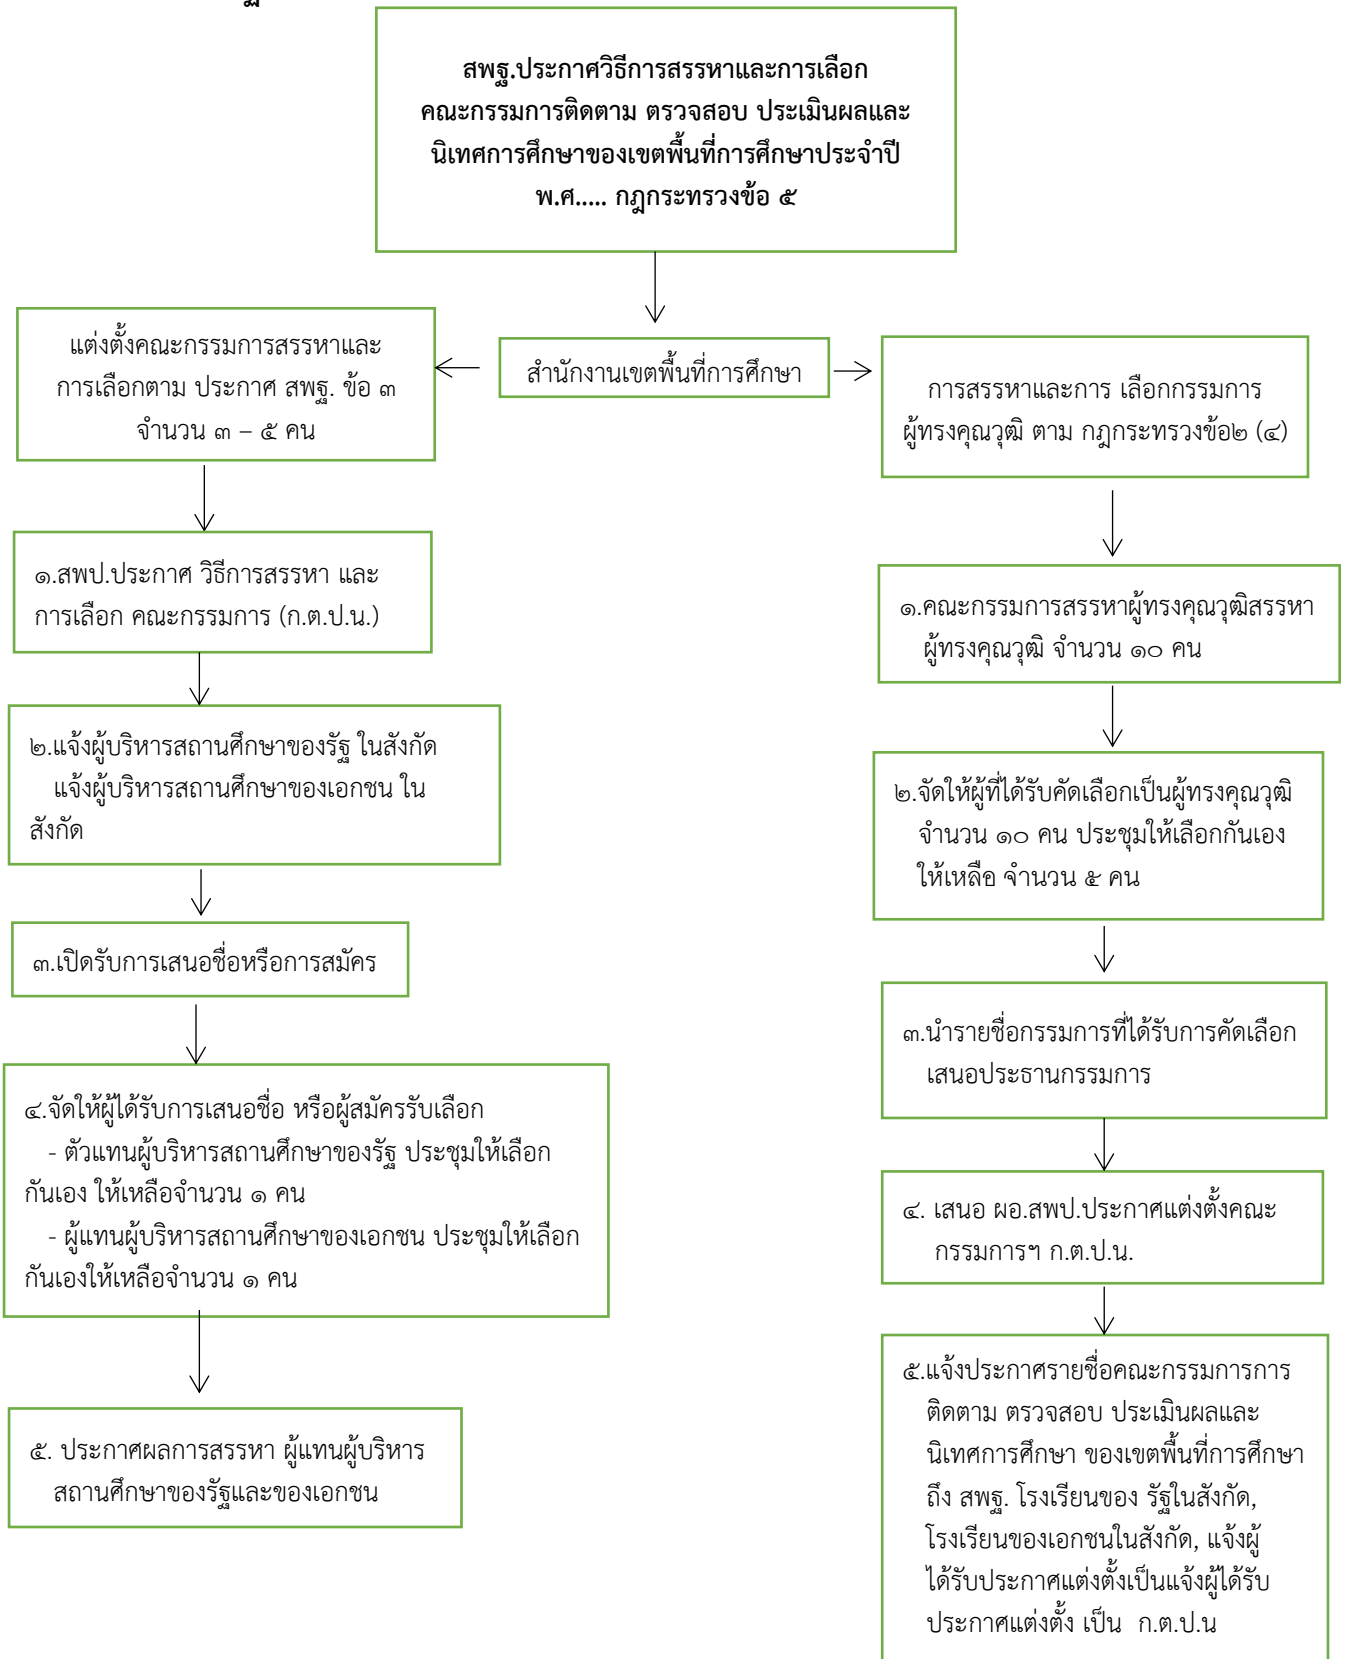 สพฐ.ประกาศวิธีการสรรหาและการเลือก
คณะกรรมการติดตาม ตรวจสอบ ประเมินผลและ
นิเทศการศึกษาของเขตพื้นที่การศึกษาประจำปี
พ.ศ..... กฎกระทรวงข้อ ๕
สำนักงานเขตพื้นที่การศึกษา
แต่งตั้งคณะกรรมการสรรหาและ
การเลือกตาม ประกาศ สพฐ. ข้อ ๓
จำนวน ๓ – ๕ คน
๑.สพป.ประกาศ วิธีการสรรหา และ
การเลือก คณะกรรมการ (ก.ต.ป.น.)
๒.แจ้งผู้บริหารสถานศึกษาของรัฐ ในสังกัด
แจ้งผู้บริหารสถานศึกษาของเอกชน ใน
สังกัด
๓.เปิดรับการเสนอชื่อหรือการสมัคร
๔.จัดให้ผู้ได้รับการเสนอชื่อ หรือผู้สมัครรับเลือก
- ตัวแทนผู้บริหารสถานศึกษาของรัฐ ประชุมให้เลือก
กันเอง ให้เหลือจำนวน ๑ คน
- ผู้แทนผู้บริหารสถานศึกษาของเอกชน ประชุมให้เลือก
กันเองให้เหลือจำนวน ๑ คน
๕. ประกาศผลการสรรหา ผู้แทนผู้บริหาร
สถานศึกษาของรัฐและของเอกชน
การสรรหาและการ เลือกกรรมการ
ผู้ทรงคุณวุฒิ ตาม กฎกระทรวงข้อ๒ (๔)
๑.คณะกรรมการสรรหาผู้ทรงคุณวุฒิสรรหา
ผู้ทรงคุณวุฒิ จำนวน ๑๐ คน
๒.จัดให้ผู้ที่ได้รับคัดเลือกเป็นผู้ทรงคุณวุฒิ
จำนวน ๑๐ คน ประชุมให้เลือกกันเอง
ให้เหลือ จำนวน ๕ คน
๓.นำรายชื่อกรรมการที่ได้รับการคัดเลือก
เสนอประธานกรรมการ
๔. เสนอ ผอ.สพป.ประกาศแต่งตั้งคณะ
กรรมการฯ ก.ต.ป.น.
๕.แจ้งประกาศรายชื่อคณะกรรมการการ
ติดตาม ตรวจสอบ ประเมินผลและ
นิเทศการศึกษา ของเขตพื้นที่การศึกษา
ถึง สพฐ. โรงเรียนของ รัฐในสังกัด,
โรงเรียนของเอกชนในสังกัด, แจ้งผู้
ได้รับประกาศแต่งตั้งเป็นแจ้งผู้ได้รับ
ประกาศแต่งตั้ง เป็น ก.ต.ป.น